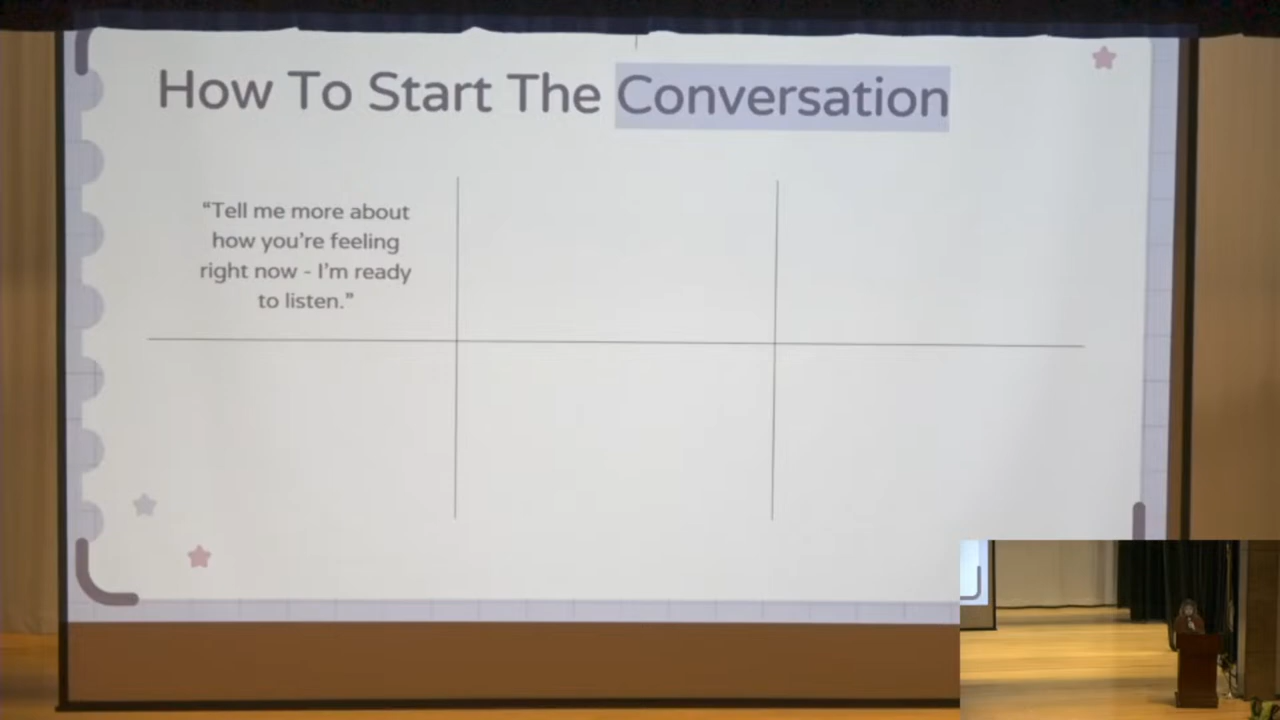 How To Start The Conversation
“Tell me more about
how you’re feeling
right now - I’m ready
to listen.”